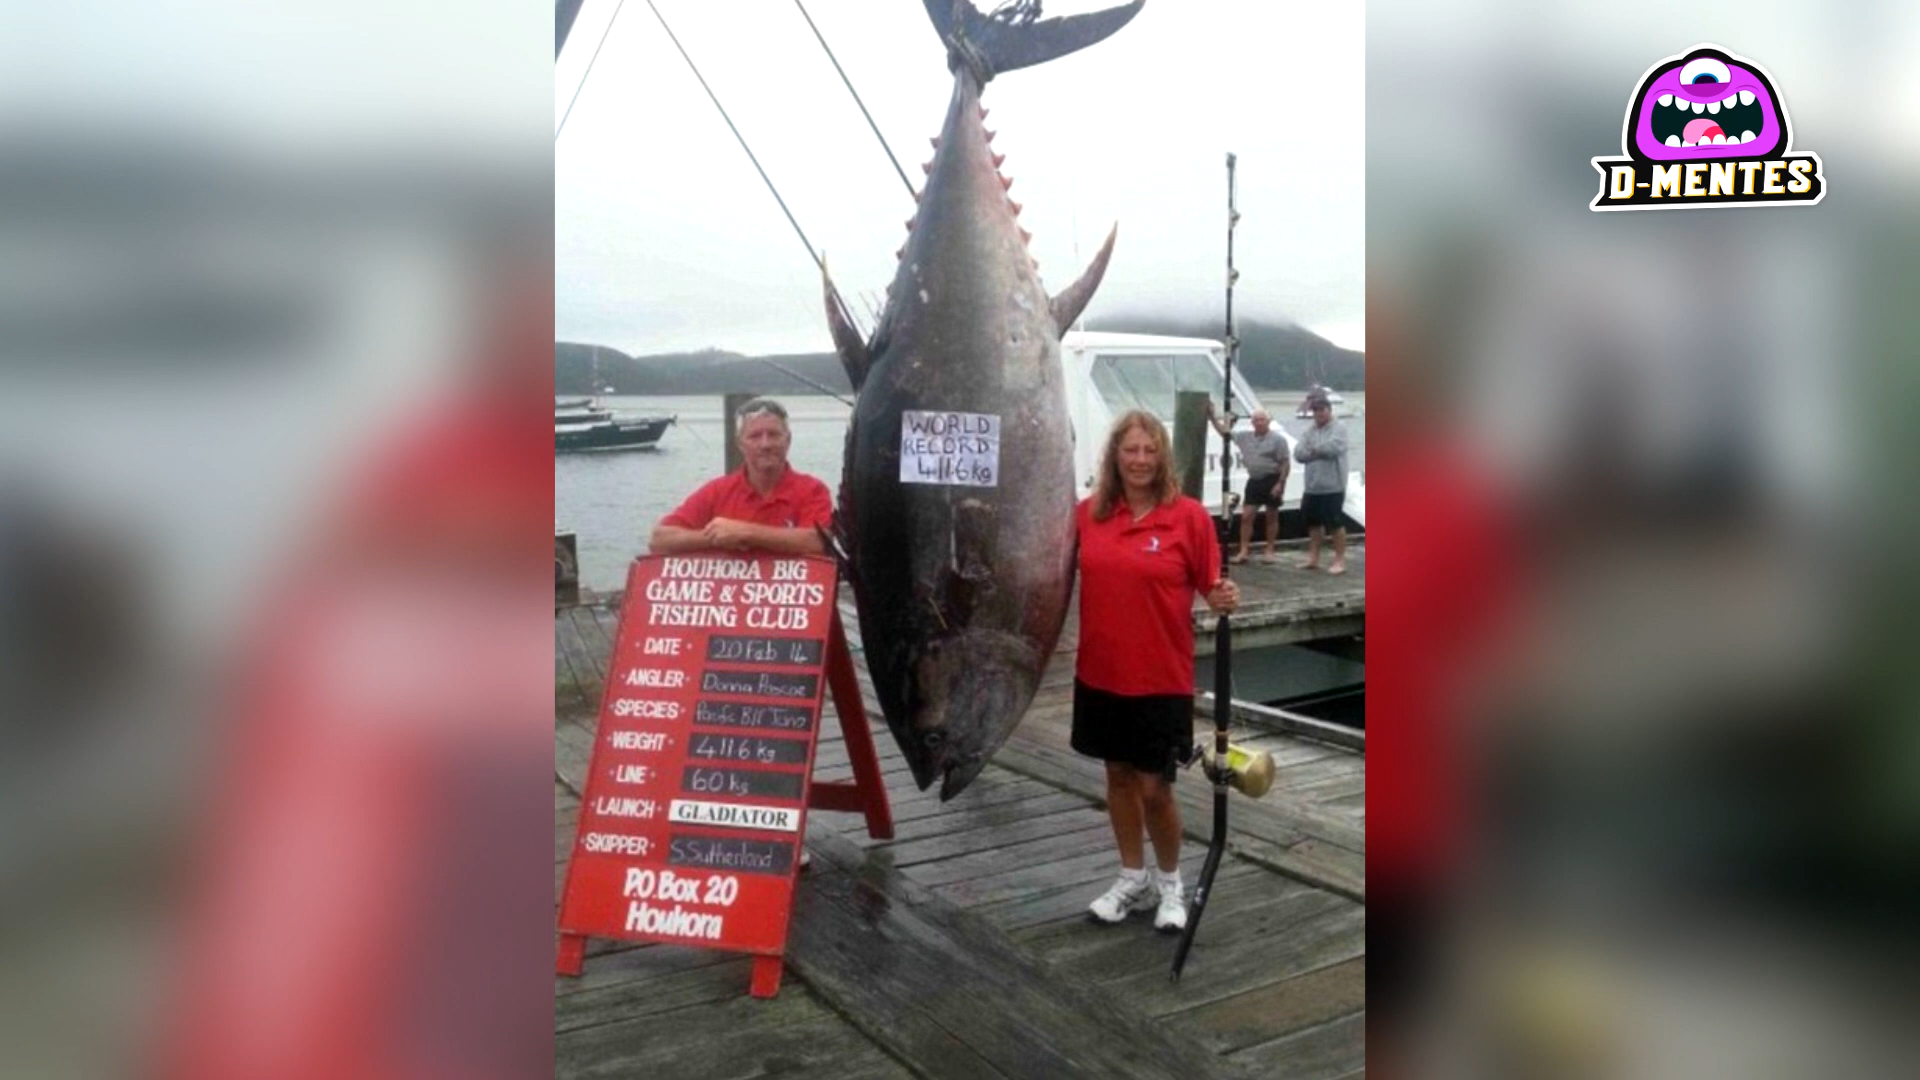 D-MENTES
WORLD
RECORD
411.6 kg
HOUHORA BIG
GAME & SPORTS
FISHING CLUB
· DATE · 20 Feb 14
· ANGLER · Donna Pascoe
· SPECIES · Pacific B/F Tuna
· WEIGHT · 411.6 kg
· LINE · 60 kg
· LAUNCH · GLADIATOR
· SKIPPER · S Sutherland
P.O. Box 20
Houhora